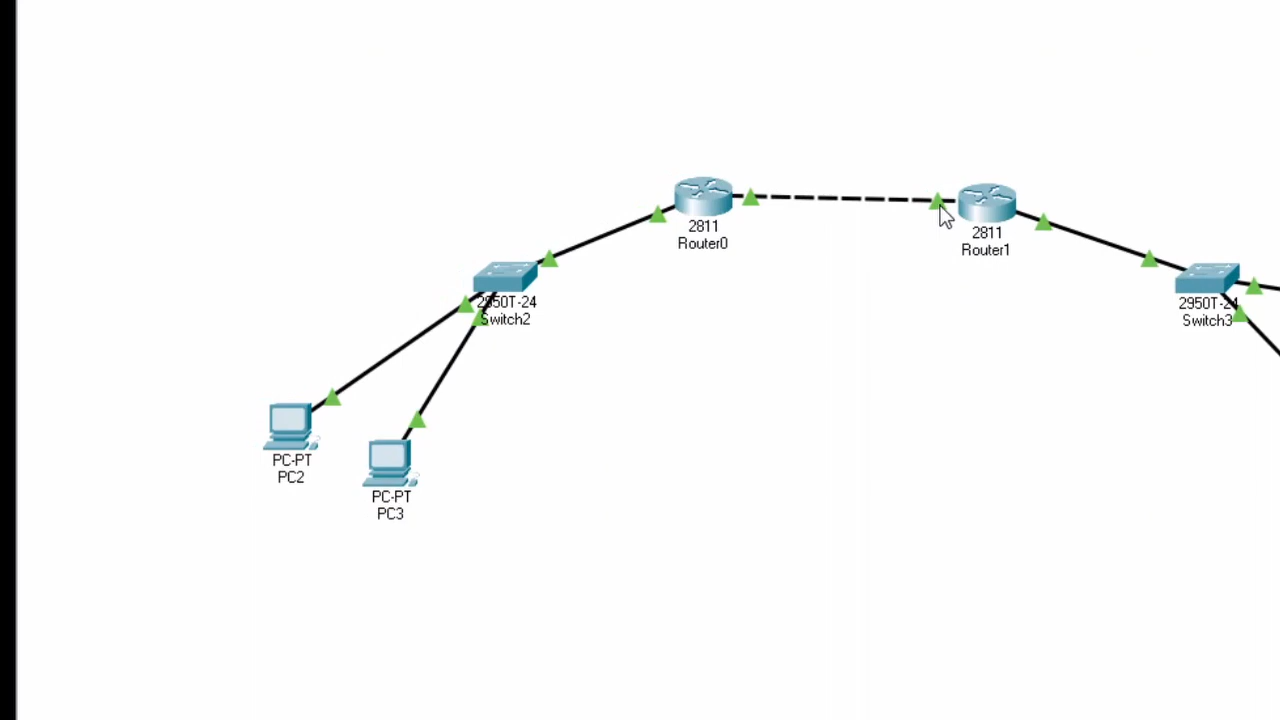 2811
Router0
2811
Router1
2950T-24
Switch2
2950T-24
Switch3
PC-PT
PC2
PC-PT
PC3